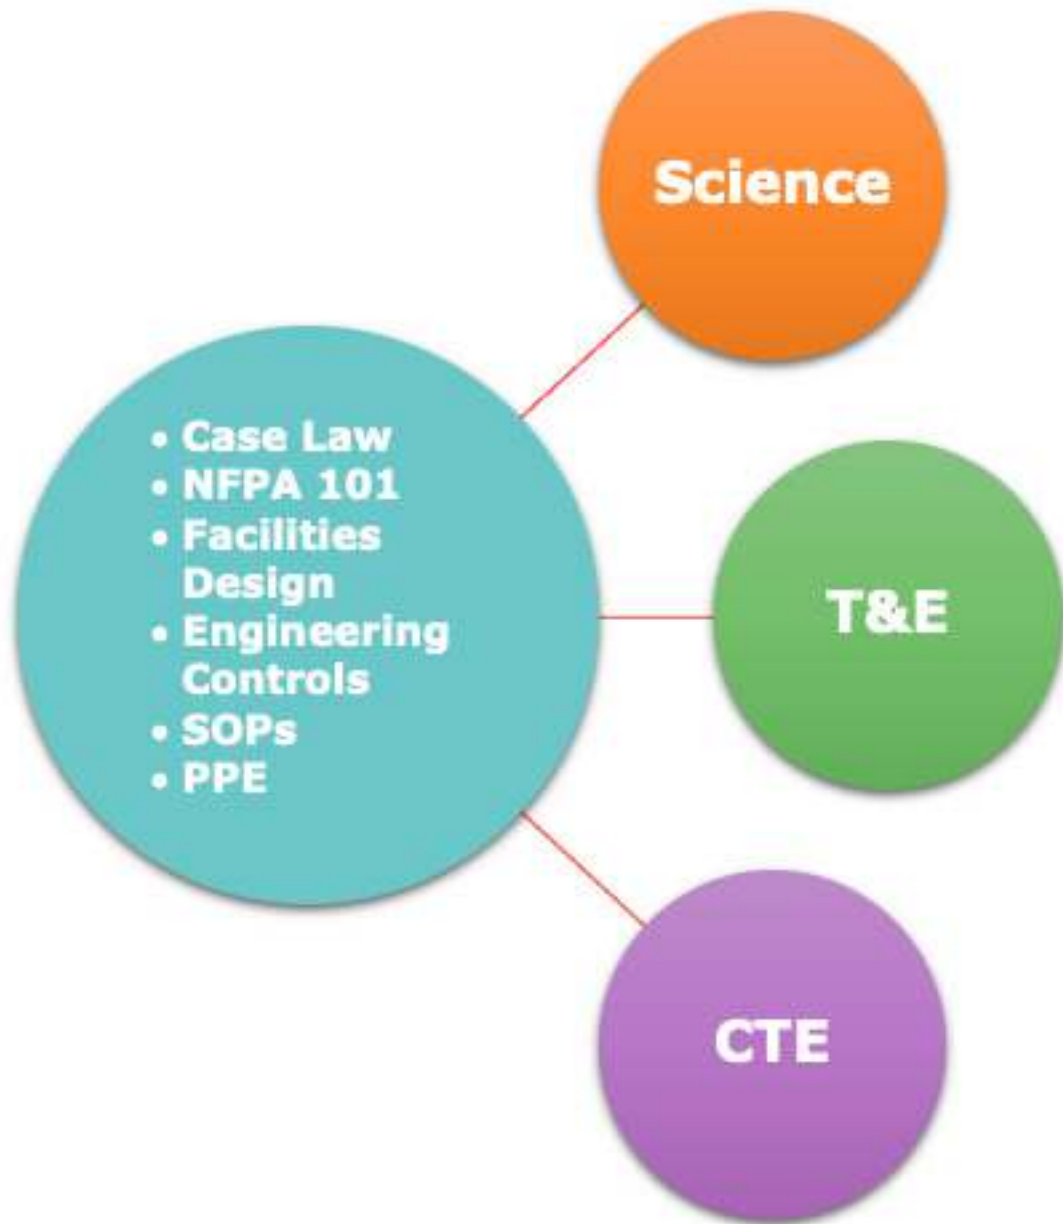 Science
• Case Law
• NFPA 101
• Facilities
Design
• Engineering
Controls
• SOPs
• PPE
T&E
CTE